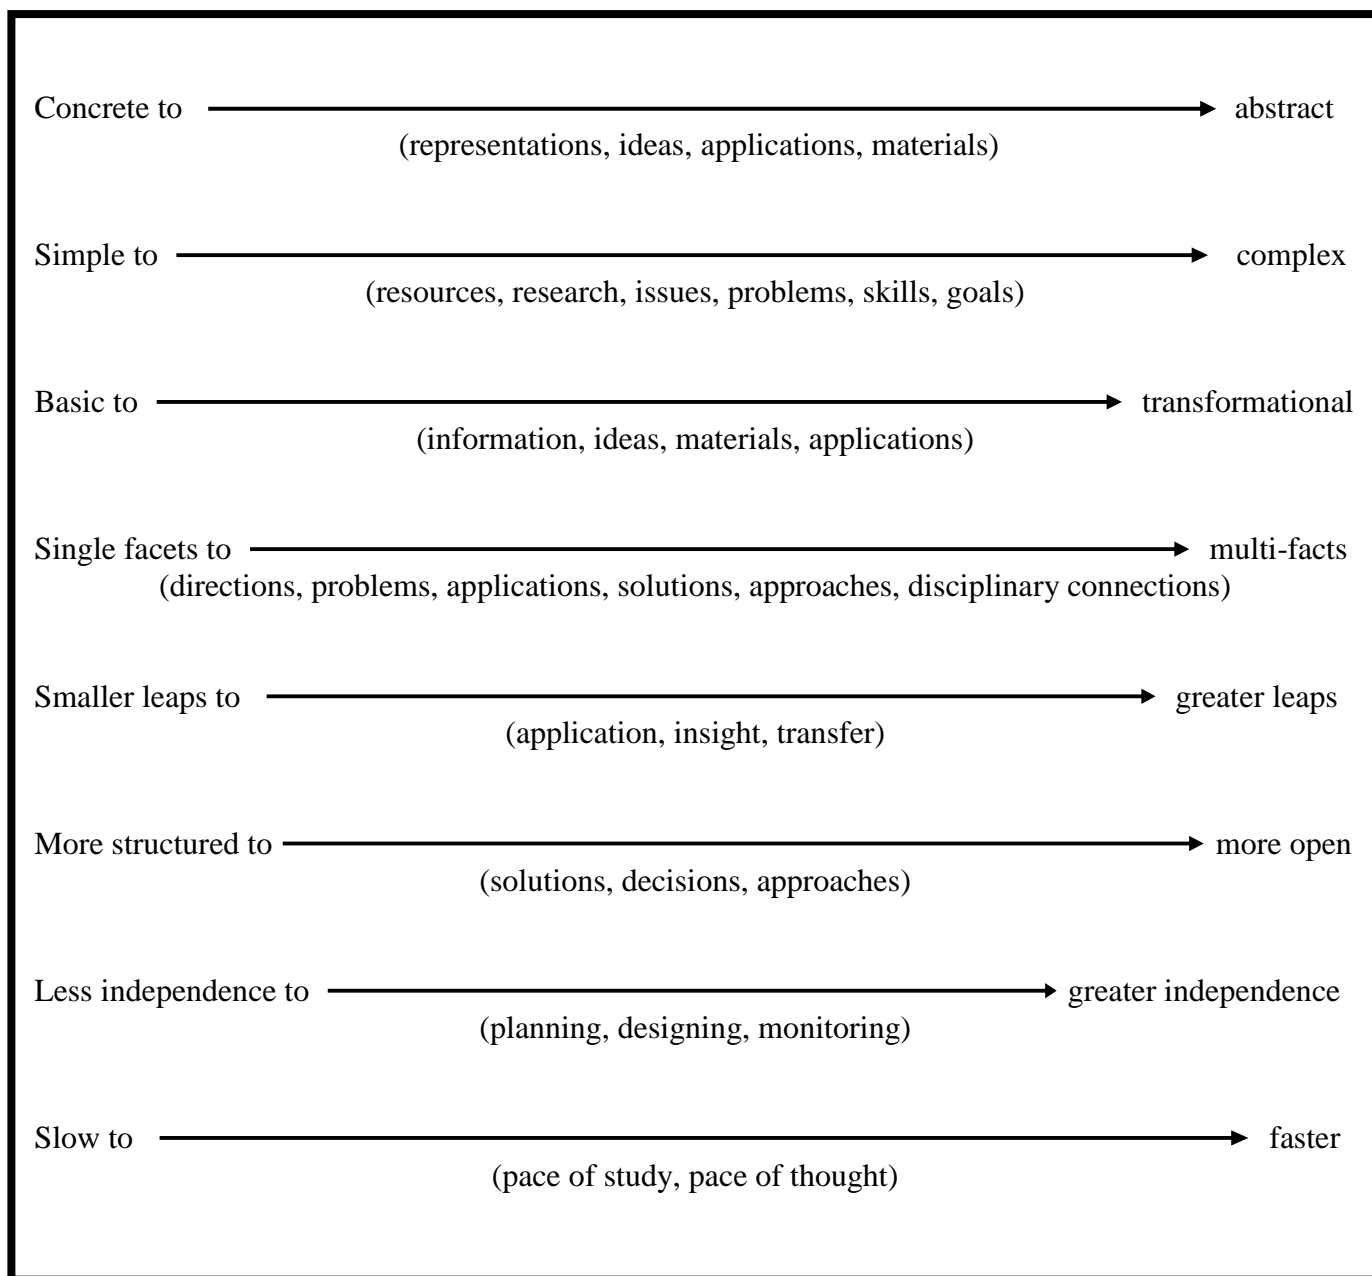 Concrete to abstract
(representations, ideas, applications, materials)
Simple to complex
(resources, research, issues, problems, skills, goals)
Basic to transformational
(information, ideas, materials, applications)
Single facets to multi-facts
(directions, problems, applications, solutions, approaches, disciplinary connections)
Smaller leaps to greater leaps
(application, insight, transfer)
More structured to more open
(solutions, decisions, approaches)
Less independence to greater independence
(planning, designing, monitoring)
Slow to faster
(pace of study, pace of thought)